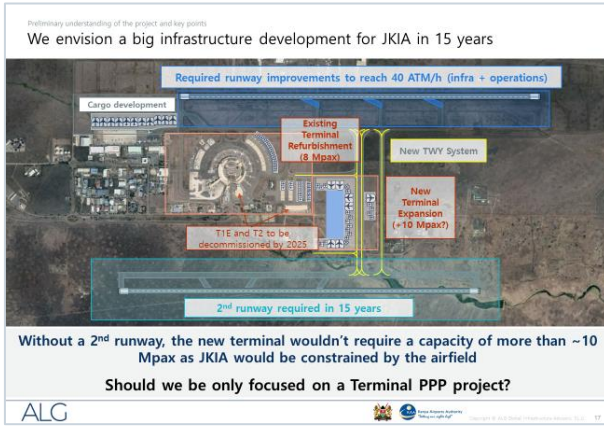 Preliminary understanding of the project and key points
We envision a big infrastructure development for JKIA in 15 years
Required runway improvements to reach 40 ATM/h (infra + operations)
Cargo development
Existing
Terminal
Refurbishment
(8 Mpax)
New TWY System
New
Terminal
Expansion
(+10 Mpax?)
T1E and T2 to be
decommissioned by 2025
2nd runway required in 15 years
Without a 2nd runway, the new terminal wouldn't require a capacity of more than ~10
Mpax as JKIA would be constrained by the airfield
Should we be only focused on a Terminal PPP project?
ALG
Kenya Airports Authority
17